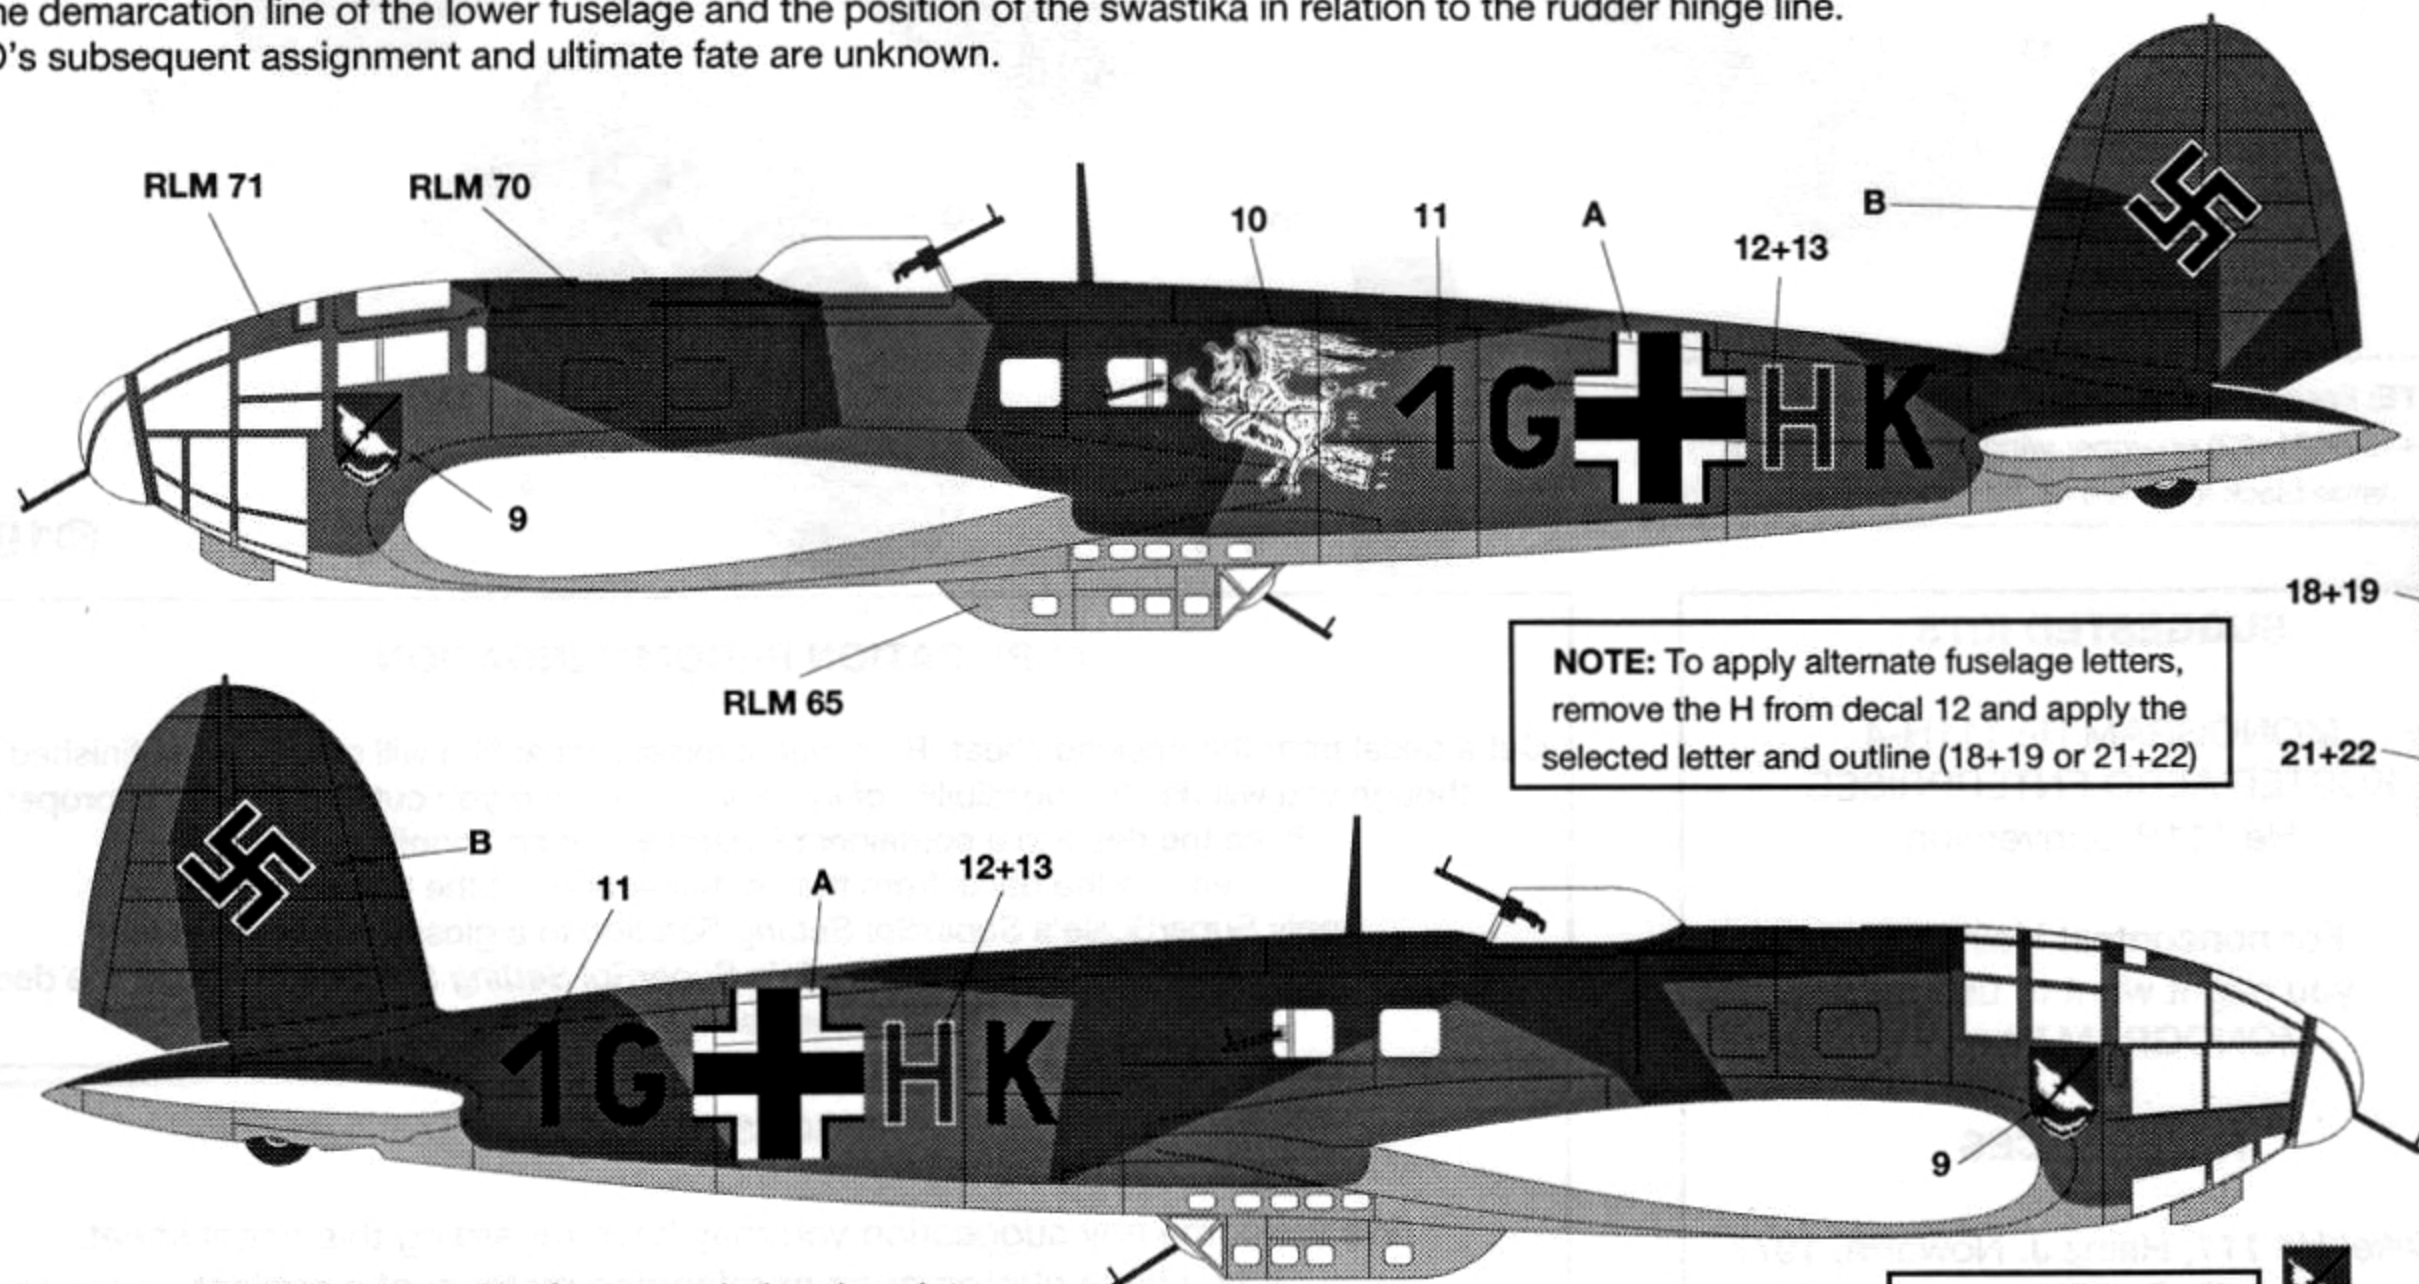 he demarcation line of the lower fuselage and the position of the swastika in relation to the rudder hinge line.
O's subsequent assignment and ultimate fate are unknown.
RLM 71
RLM 70
10
11
A
12+13
B
1G HK
9
RLM 65
18+19
NOTE: To apply alternate fuselage letters,
remove the H from decal 12 and apply the
selected letter and outline (18+19 or 21+22)
21+22
B
11
A
12+13
1G HK
9